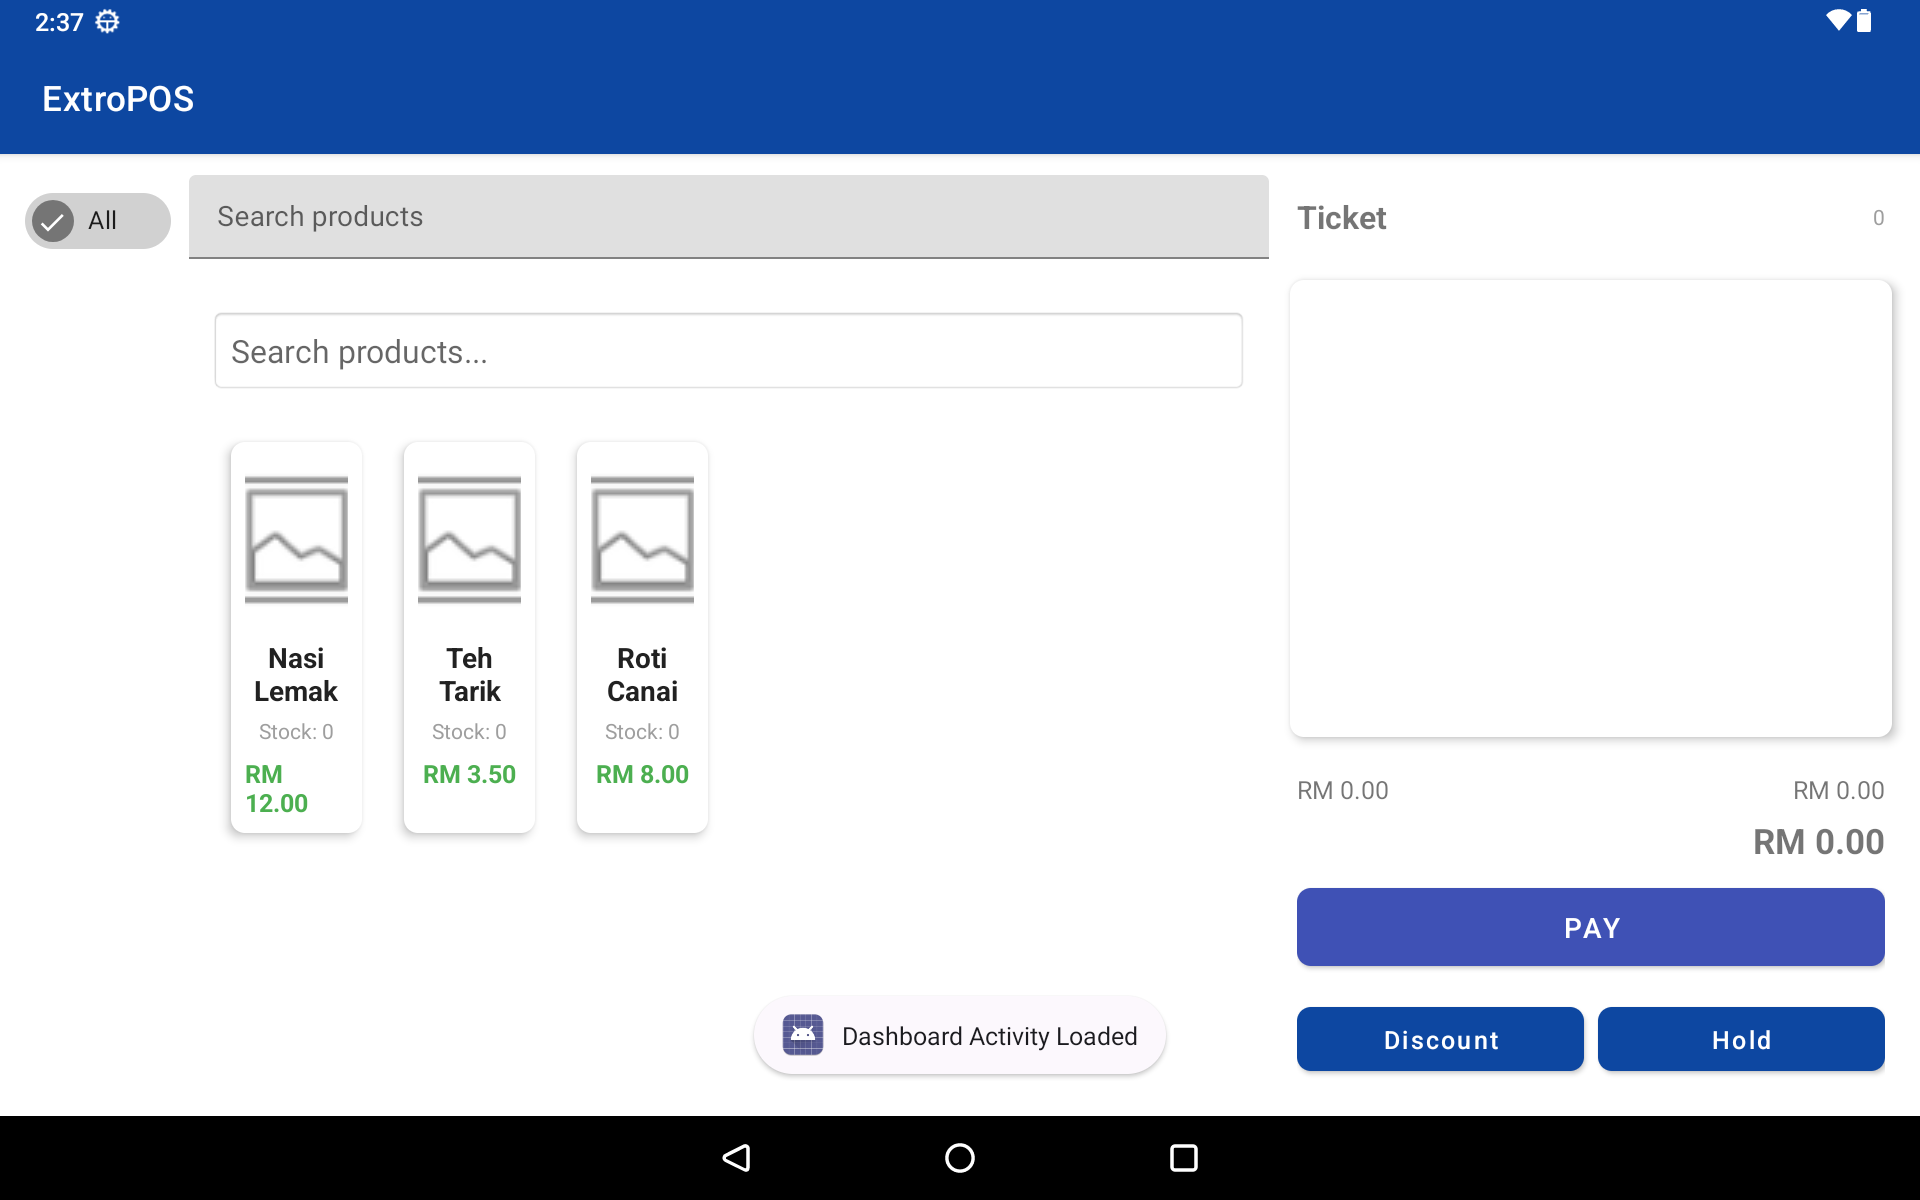 2:37
ExtroPOS
All
Search products
Ticket
0
Search products...
Nasi
Lemak
Stock: 0
RM
12.00
Teh
Tarik
Stock: 0
RM 3.50
Roti
Canai
Stock: 0
RM 8.00
RM 0.00
RM 0.00
RM 0.00
PAY
Discount
Hold
Dashboard Activity Loaded